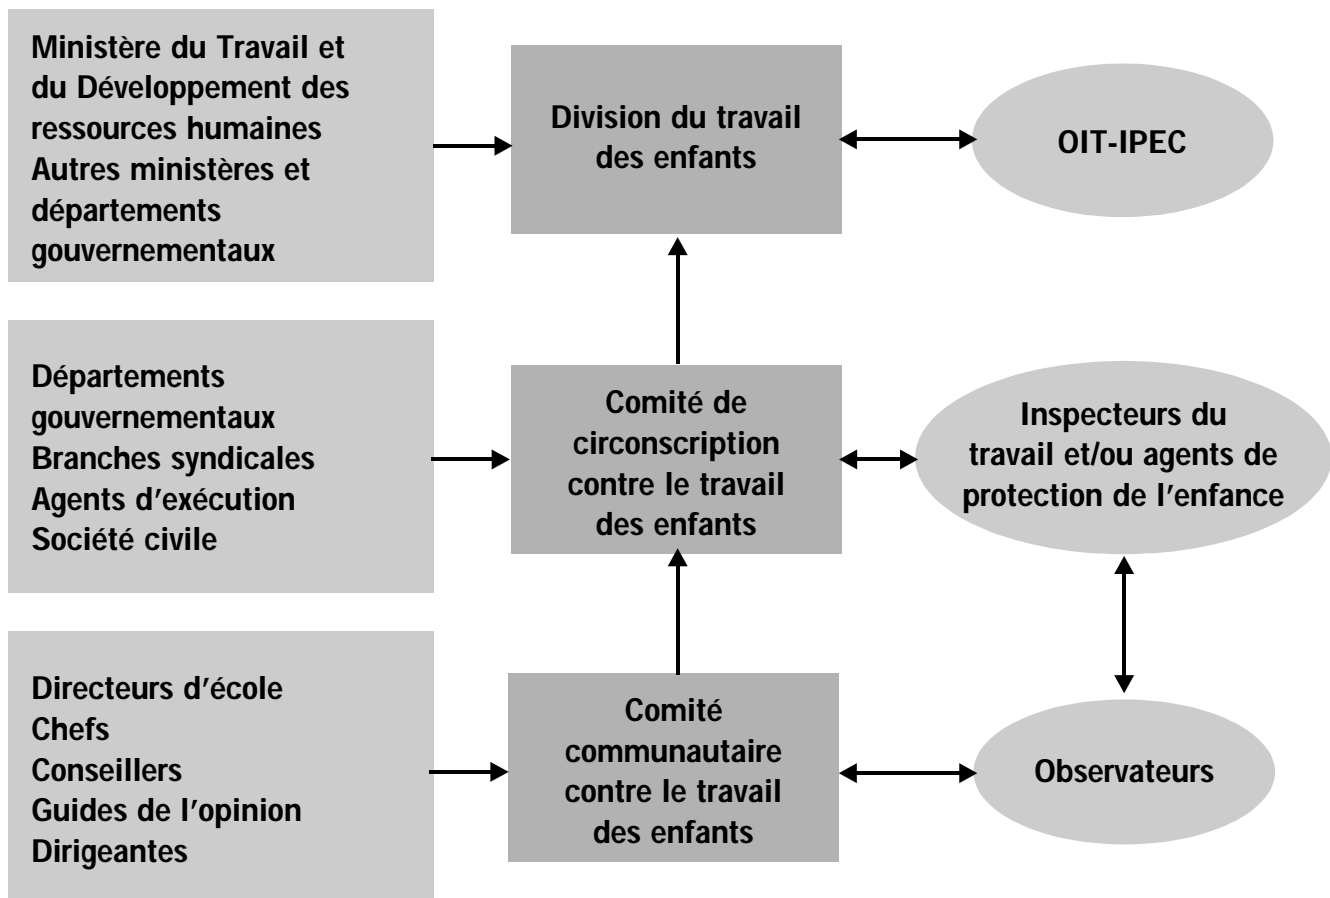 Ministère du Travail et
du Développement des
ressources humaines
Autres ministères et
départements
gouvernementaux
Division du travail
des enfants
OIT-IPEC
Départements
gouvernementaux
Branches syndicales
Agents d'exécution
Société civile
Comité de
circonscription
contre le travail
des enfants
Inspecteurs du
travail et/ou agents de
protection de l'enfance
Directeurs d'école
Chefs
Conseillers
Guides de l'opinion
Dirigeantes
Comité
communautaire
contre le travail
des enfants
Observateurs